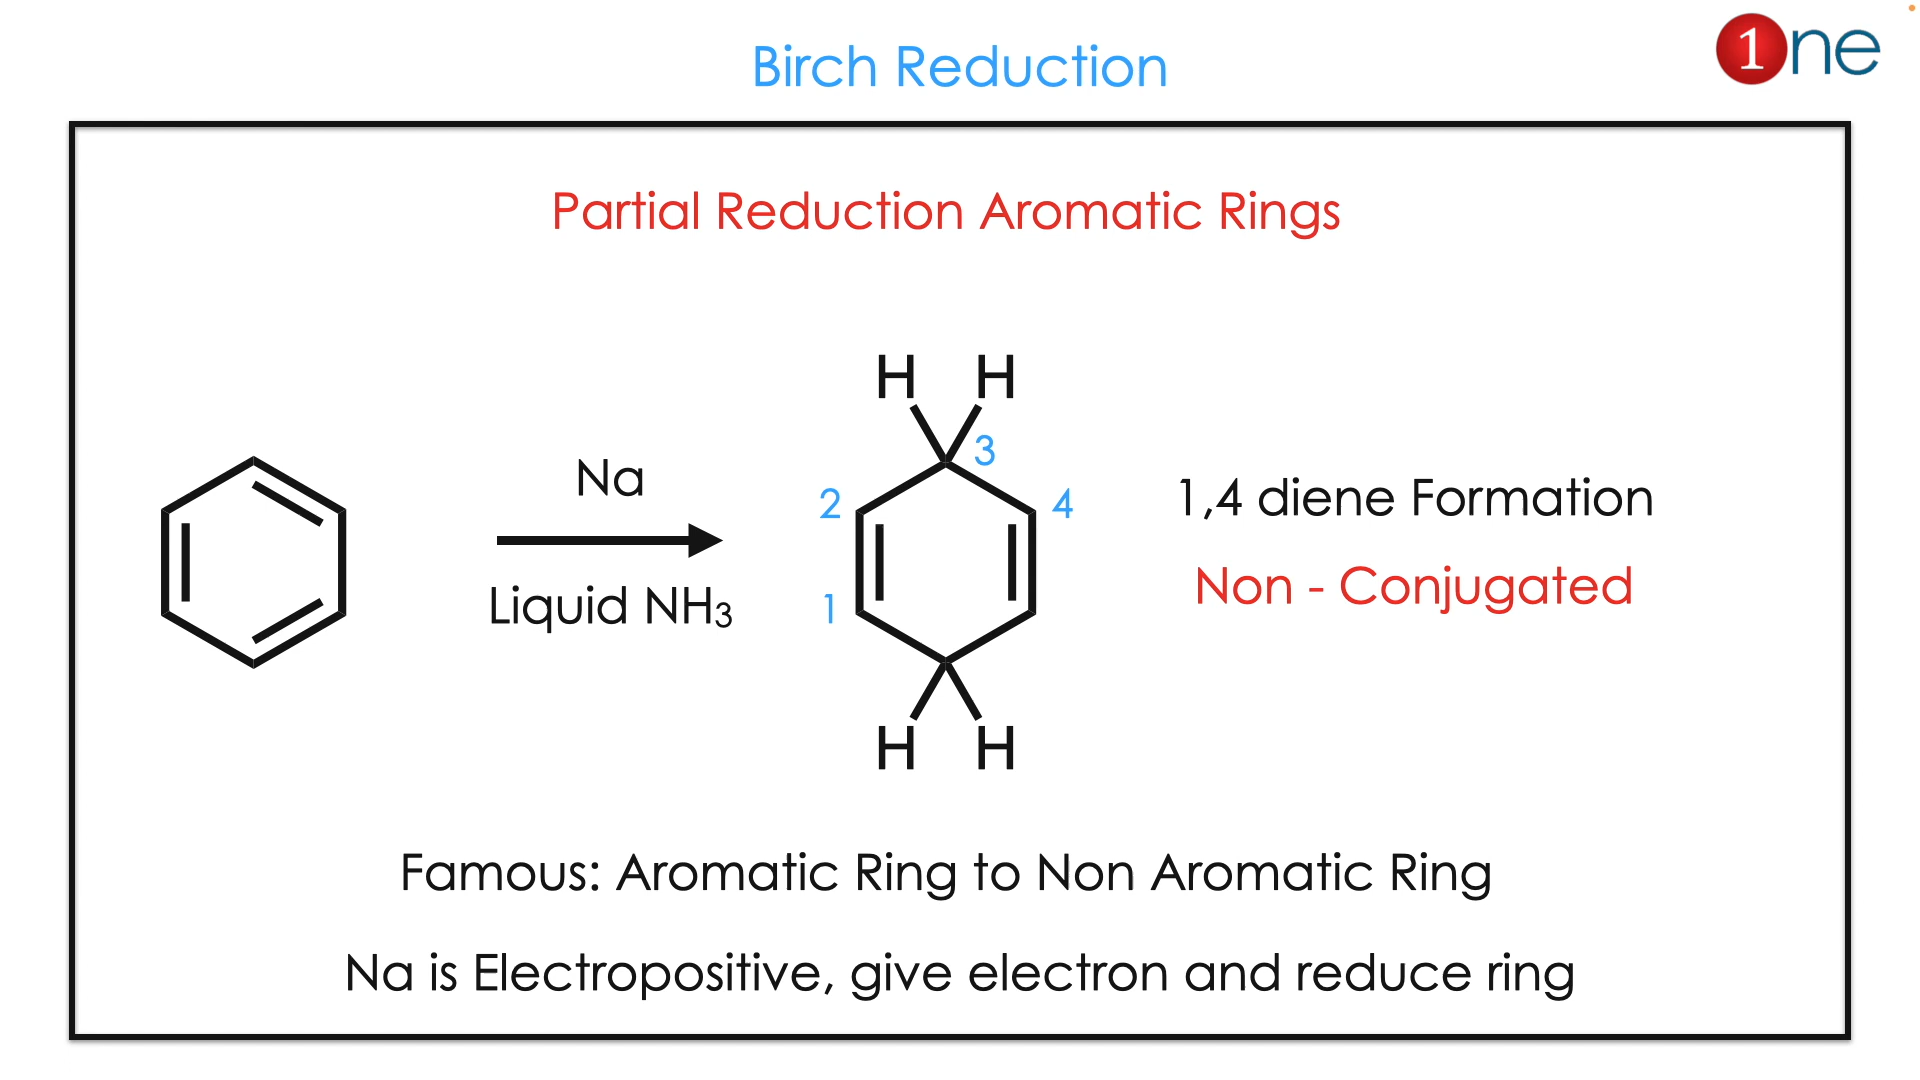 Birch Reduction
1ne
Partial Reduction Aromatic Rings
H H
3
Na
2
4
1,4 diene Formation
Non - Conjugated
Liquid NH₃
1
H H
Famous: Aromatic Ring to Non Aromatic Ring
Na is Electropositive, give electron and reduce ring